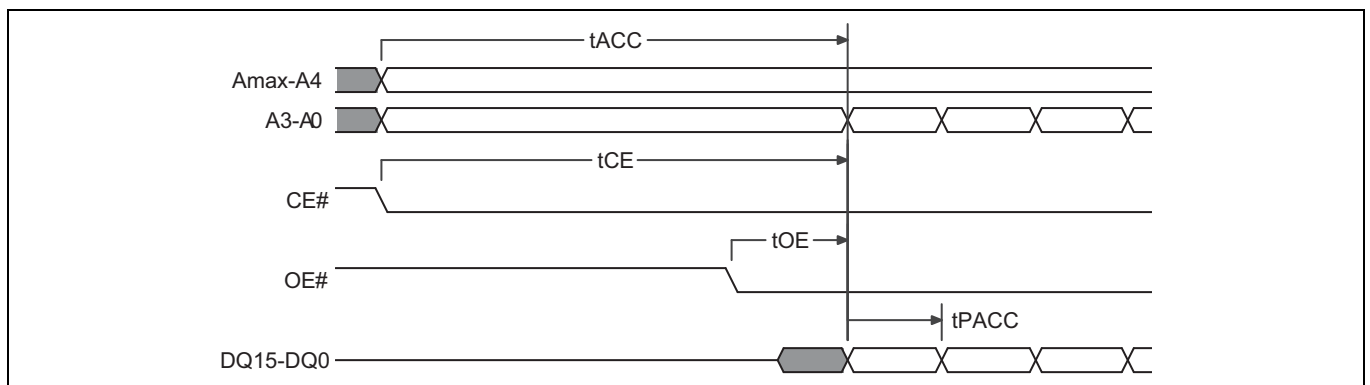 tACC
Amax-A4
A3-A0
tCE
CE#
tOE
OE#
tPACC
DQ15-DQ0